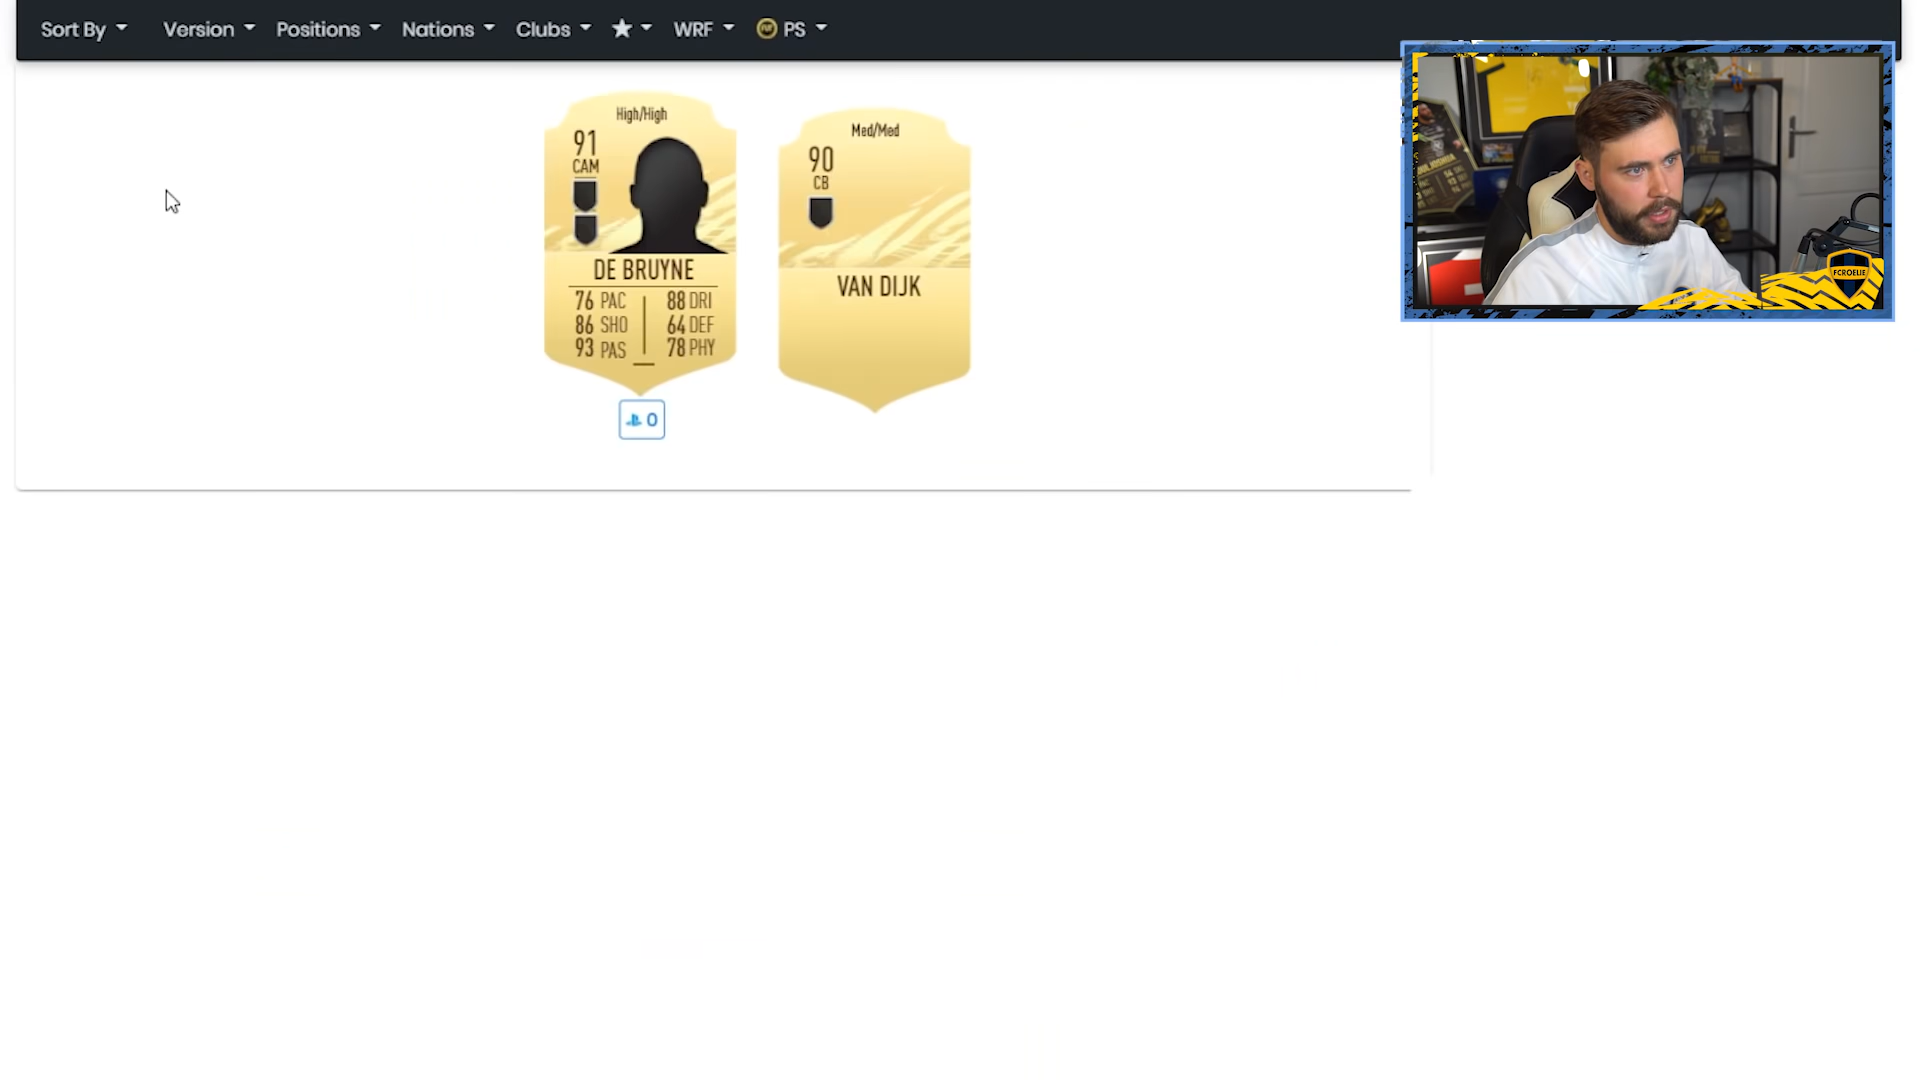 Sort By Version Positions Nations Clubs ★ WRF PS
High/High
91
CAM
DE BRUYNE
76 PAC 88 DRI
86 SHO 64 DEF
93 PAS 78 PHY
0
Med/Med
90
CB
VAN DIJK
FCROELIE